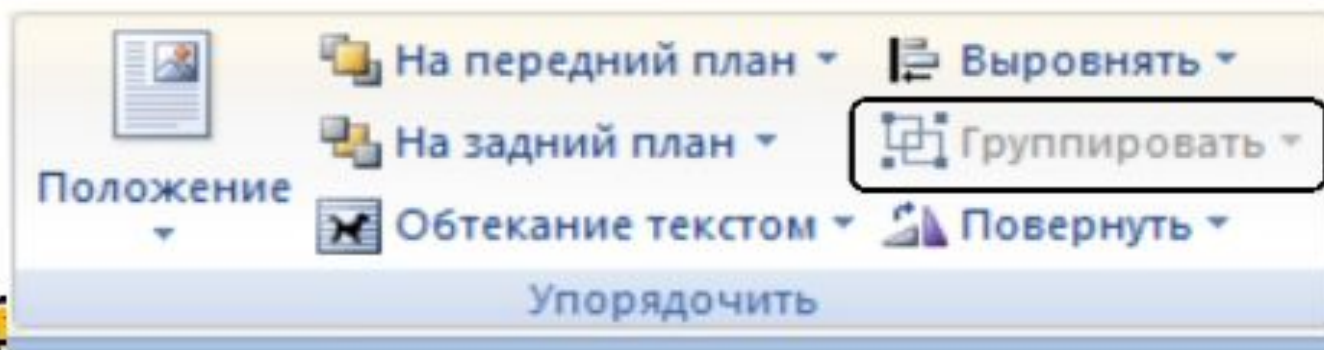 На передний план
Выровнять
На задний план
Группировать
Положение
Обтекание текстом
Повернуть
Упорядочить